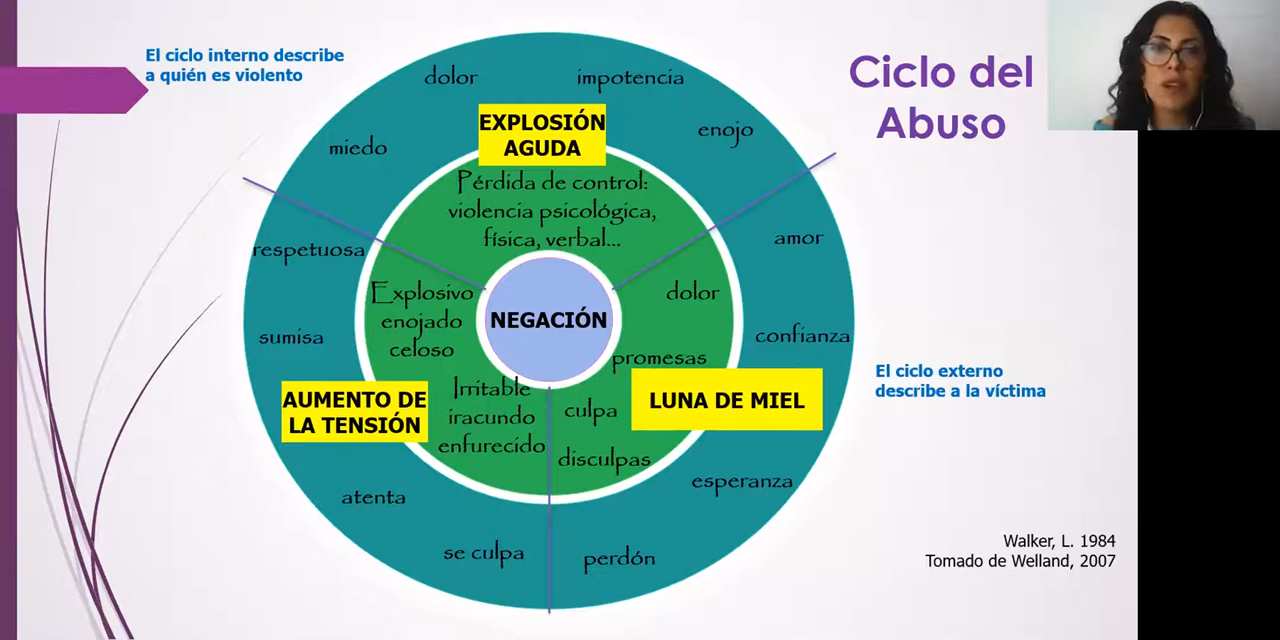 El ciclo interno describe
a quién es violento
Ciclo del
Abuso
dolor
impotencia
miedo
enojo
EXPLOSIÓN
AGUDA
Pérdida de control:
violencia psicológica,
física, verbal...
respetuosa
sumisa
Explosivo
enojado
celoso
Irritable
iracundo
enfurecido
AUMENTO DE
LA TENSIÓN
atenta
se culpa
NEGACIÓN
amor
confianza
dolor
promesas
LUNA DE MIEL
culpa
disculpas
esperanza
perdón
El ciclo externo
describe a la víctima
Walker, L. 1984
Tomado de Welland, 2007